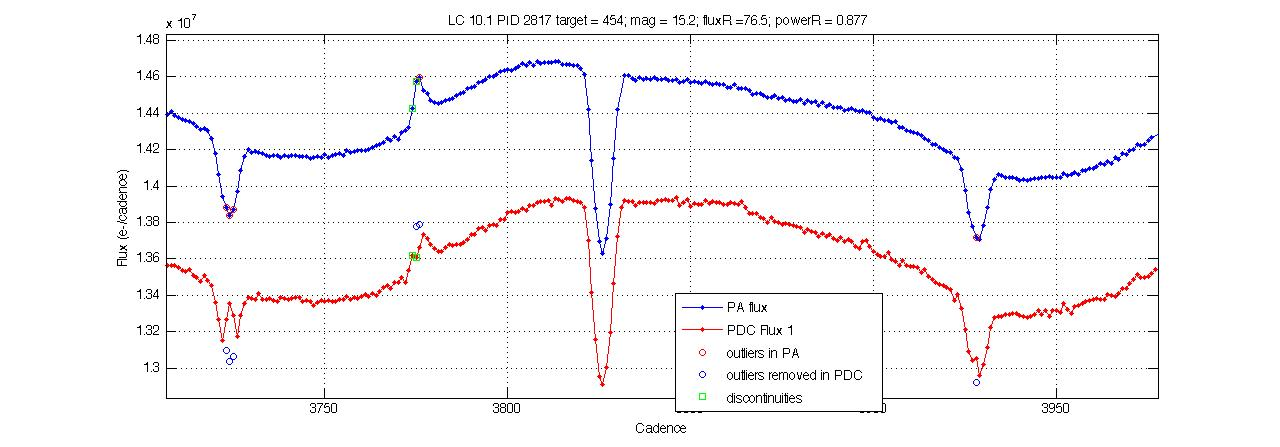 LC 10.1 PID 2817 target = 454; mag = 15.2; fluxR =76.5; powerR = 0.877
x 10^7
1.48
1.46
1.44
1.42
1.4
1.38
1.36
1.34
1.32
1.3
Flux (e-/cadence)
PA flux
PDC Flux 1
outliers in PA
outliers removed in PDC
discontinuities
3750
3800
3950
Cadence